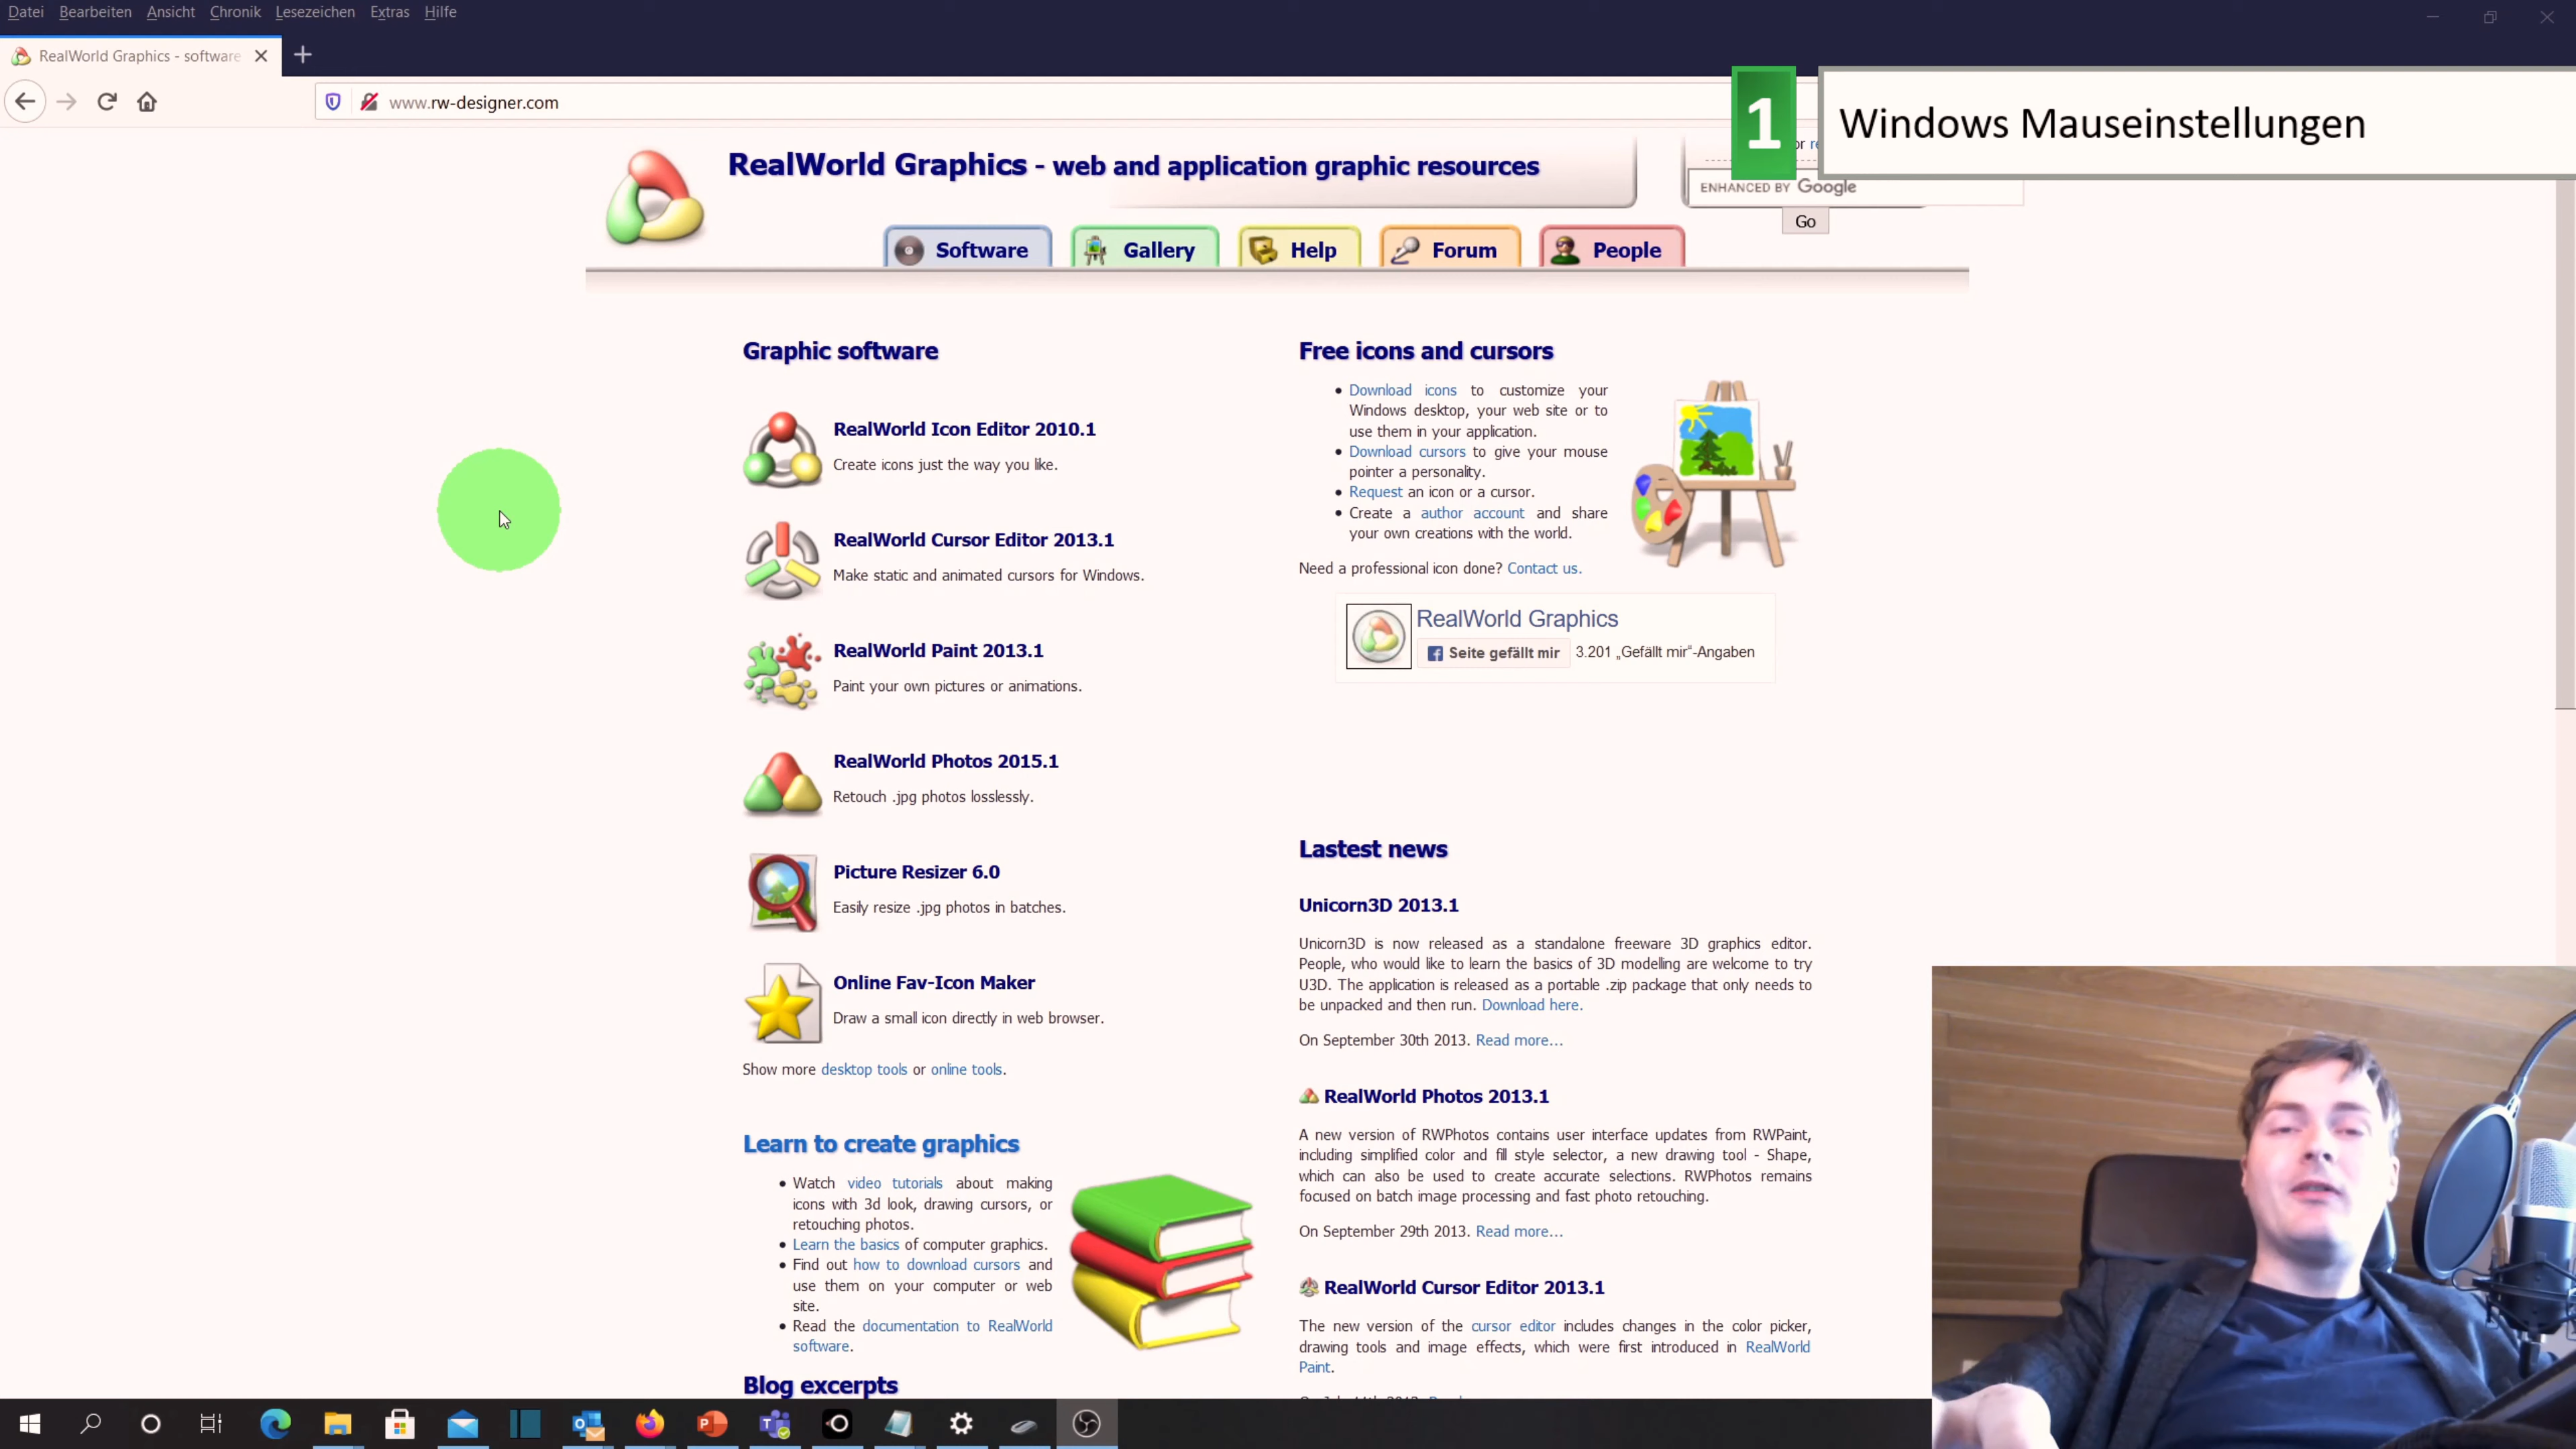 Datei Bearbeiten Ansicht Chronik Lesezeichen Extras Hilfe
RealWorld Graphics - software
www.rw-designer.com
1 Windows Mauseinstellungen
RealWorld Graphics - web and application graphic resources
or
ENHANCED BY Google
Go
Software Gallery Help Forum People
Graphic software
RealWorld Icon Editor 2010.1
Create icons just the way you like.
RealWorld Cursor Editor 2013.1
Make static and animated cursors for Windows.
RealWorld Paint 2013.1
Paint your own pictures or animations.
RealWorld Photos 2015.1
Retouch .jpg photos losslessly.
Picture Resizer 6.0
Easily resize .jpg photos in batches.
Online Fav-Icon Maker
Draw a small icon directly in web browser.
Show more desktop tools or online tools.
Learn to create graphics
• Watch video tutorials about making
icons with 3d look, drawing cursors, or
retouching photos.
• Learn the basics of computer graphics.
• Find out how to download cursors and
use them on your computer or web
site.
• Read the documentation to RealWorld
software.
Blog excerpts
Free icons and cursors
• Download icons to customize your
Windows desktop, your web site or to
use them in your application.
• Download cursors to give your mouse
pointer a personality.
• Request an icon or a cursor.
• Create a author account and share
your own creations with the world.
Need a professional icon done? Contact us.
RealWorld Graphics
Seite gefällt mir 3.201 „Gefällt mir“-Angaben
Lastest news
Unicorn3D 2013.1
Unicorn3D is now released as a standalone freeware 3D graphics editor.
People, who would like to learn the basics of 3D modelling are welcome to try
U3D. The application is released as a portable .zip package that only needs to
be unpacked and then run. Download here.
On September 30th 2013. Read more...
RealWorld Photos 2013.1
A new version of RWPhotos contains user interface updates from RWPaint,
including simplified color and fill style selector, a new drawing tool - Shape,
which can also be used to create accurate selections. RWPhotos remains
focused on batch image processing and fast photo retouching.
On September 29th 2013. Read more...
RealWorld Cursor Editor 2013.1
The new version of the cursor editor includes changes in the color picker,
drawing tools and image effects, which were first introduced in RealWorld
Paint.